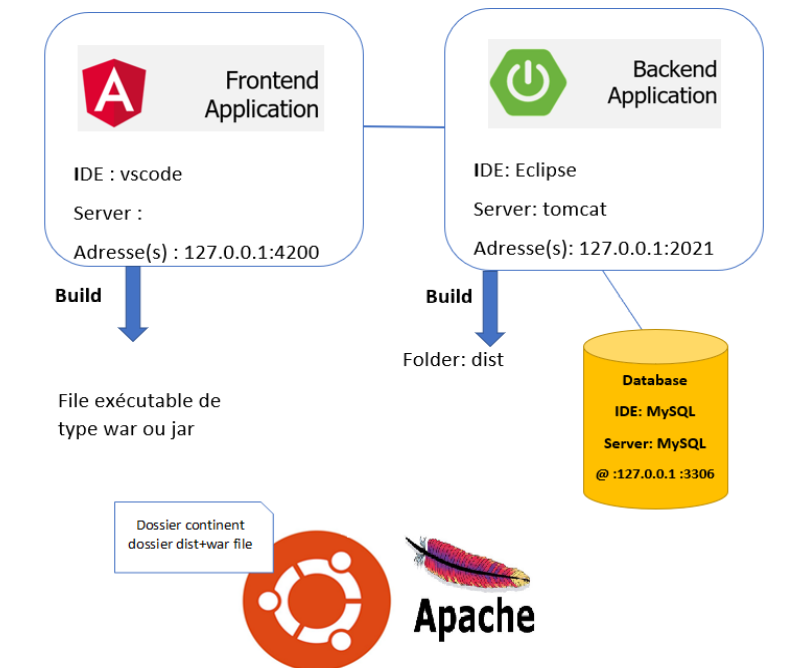 Frontend
Application
IDE : vscode
Server :
Adresse(s) : 127.0.0.1:4200
Backend
Application
IDE: Eclipse
Server: tomcat
Adresse(s): 127.0.0.1:2021
Build
File exécutable de
type war ou jar
Build
Folder: dist
Database
IDE: MySQL
Server: MySQL
@ :127.0.0.1 :3306
Dossier continent
dossier dist+war file
Apache